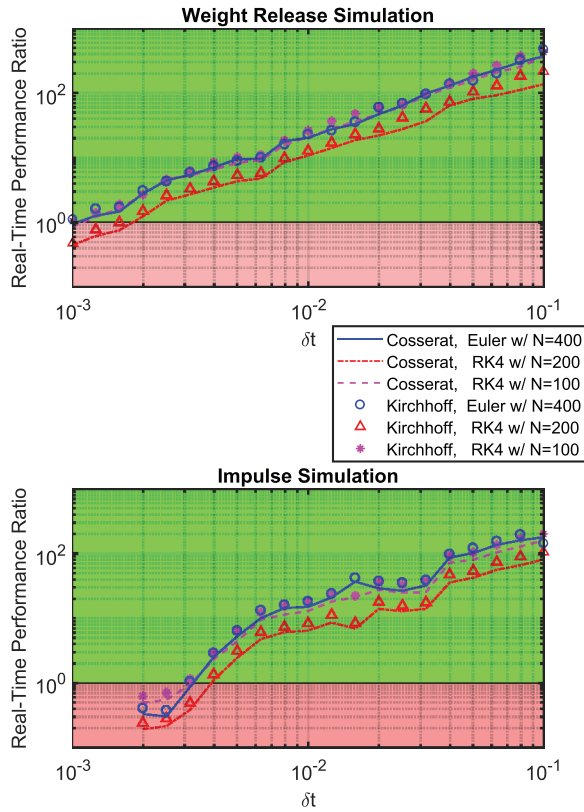 Weight Release Simulation
Real-Time Performance Ratio
10^2
10^0
10^-3
10^-2
10^-1
δt
Cosserat, Euler w/ N=400
Cosserat, RK4 w/ N=200
Cosserat, RK4 w/ N=100
Kirchhoff, Euler w/ N=400
Kirchhoff, RK4 w/ N=200
Kirchhoff, RK4 w/ N=100
Impulse Simulation
Real-Time Performance Ratio
10^2
10^0
10^-3
10^-2
10^-1
δt